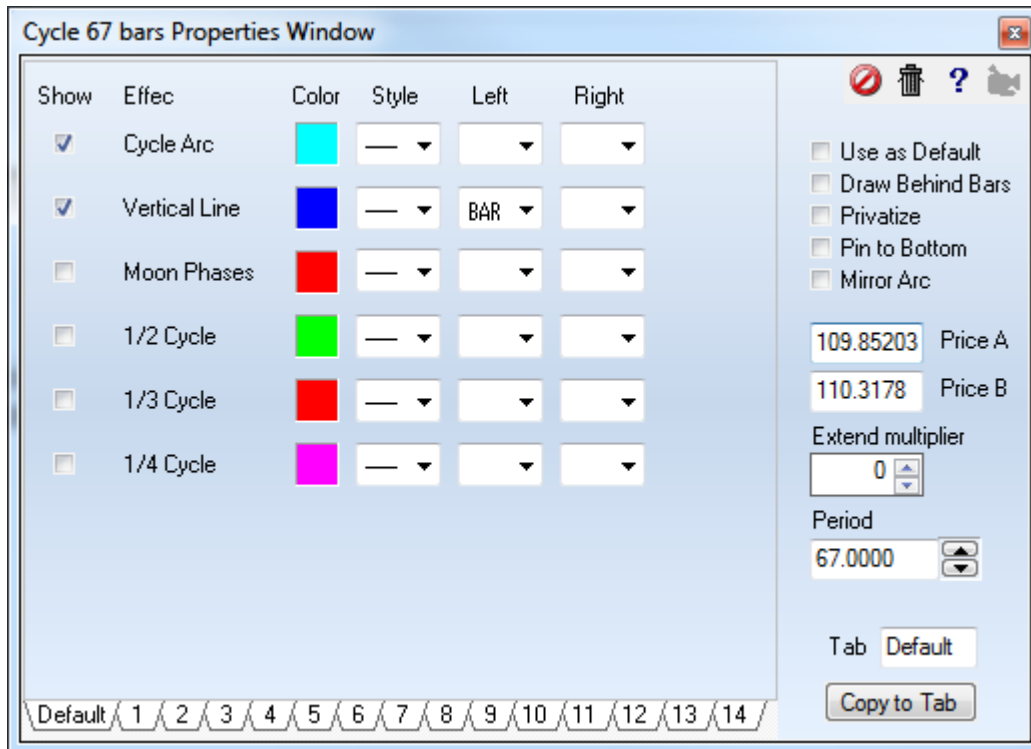 Cycle 67 bars Properties Window
Show Effec Color Style Left Right
Cycle Arc
Vertical Line BAR
Moon Phases
1/2 Cycle
1/3 Cycle
1/4 Cycle
?
Use as Default
Draw Behind Bars
Privatize
Pin to Bottom
Mirror Arc
109.85203 Price A
110.3178 Price B
Extend multiplier
0
Period
67.0000
Tab Default
Copy to Tab
Default 1 2 3 4 5 6 7 8 9 10 11 12 13 14